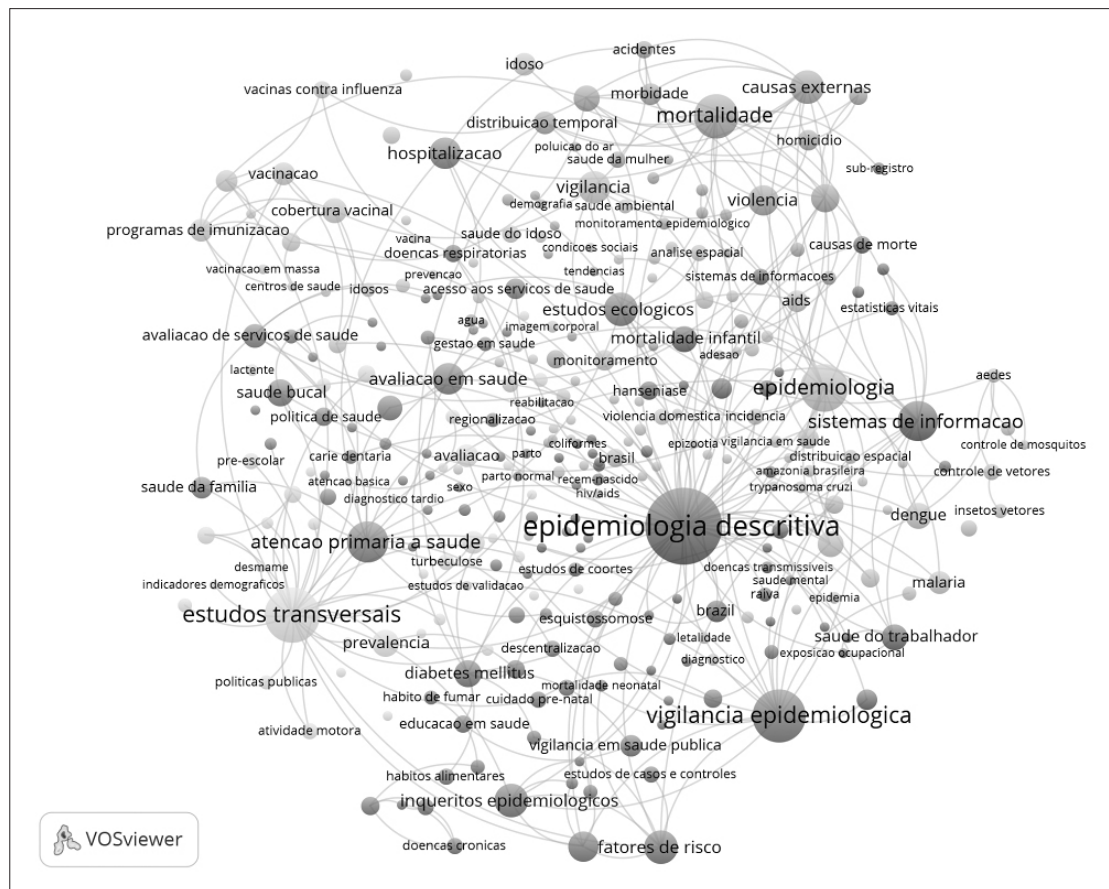 acidentes
idoso
vacinas contra influenza
morbidade
causas externas
mortalidade
distribuicao temporal
homicidio
poluicao do ar
hospitalizacao
saude da mulher
sub-registro
vacinacao
vigilancia
violencia
demografia
saude ambiental
cobertura vacinal
monitoramento epidemiologico
programas de imunizacao
saude do idoso
vacina
condicoes sociais
analise espacial
causas de morte
doencas respiratorias
vacinacao em massa
prevencao
tendencias
sistemas de informacoes
centros de saude
idosos
acesso aos servicos de saude
aids
estatisticas vitais
estudos ecologicos
agua
imagem corporal
avaliacao de servicos de saude
gestao em saude
mortalidade infantil
adesao
monitoramento
lactente
avaliacao em saude
saude bucal
hanseniase
epidemiologia
aedes
reabilitacao
politica de saude
regionalizacao
violencia domestica
incidencia
sistemas de informacao
coliformes
epizootia
vigilancia em saude
controle de mosquitos
pre-escolar
carie dentaria
avaliacao
parto
brasil
distribuicao espacial
amazonia brasileira
controle de vetores
atencao basica
parto normal
recem-nascido
saude da familia
sexo
trypanosoma cruzi
diagnostico tardio
hiv/aids
insetos vetores
dengue
epidemiologia descritiva
atencao primaria a saude
turbeculose
desmame
estudos de coortes
doencas transmissiveis
indicadores demograficos
estudos de validacao
saude mental
malaria
raiva
epidemia
estudos transversais
brazil
esquistossomose
letalidade
saude do trabalhador
prevalencia
descentralizacao
exposicao ocupacional
diagnostico
diabetes mellitus
politicas publicas
mortalidade neonatal
habito de fumar
cuidado pre-natal
vigilancia epidemiologica
educacao em saude
atividade motora
vigilancia em saude publica
habitos alimentares
estudos de casos e controles
inqueritos epidemiologicos
doencas cronicas
fatores de risco
VOSviewer